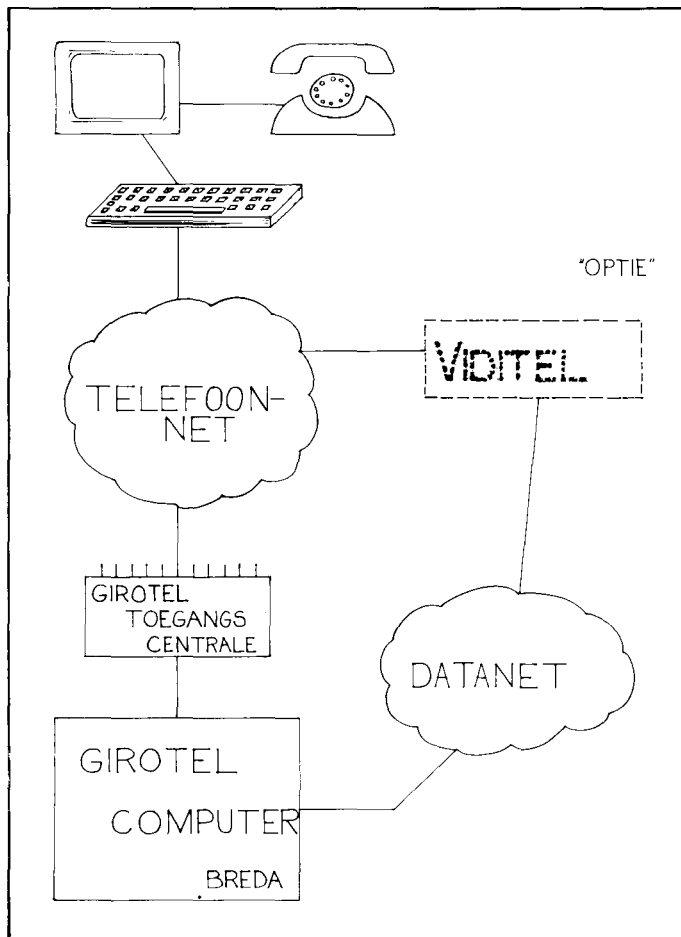 "OPTIE"
VIDITEL
TELEFOON-
NET
GIROTEL
TOEGANGS
CENTRALE
DATANET
GIROTEL
COMPUTER
BREDA